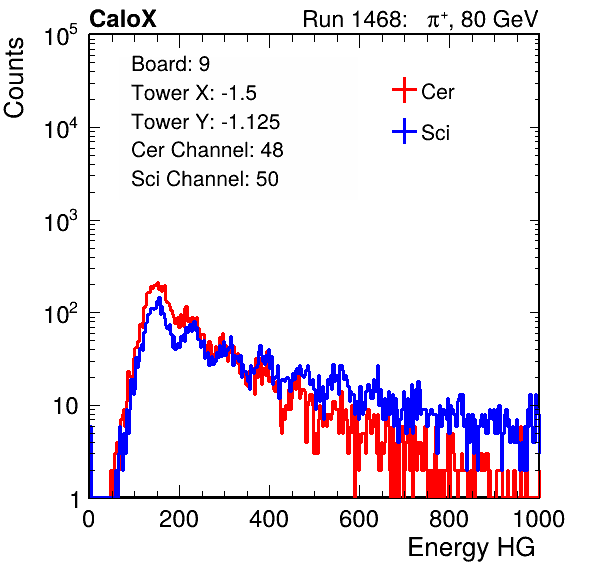 CaloX Run 1468: π⁺, 80 GeV
Counts
Board: 9
Tower X: -1.5
Tower Y: -1.125
Cer Channel: 48
Sci Channel: 50
Cer
Sci
10⁵
10⁴
10³
10²
10
1
0 200 400 600 800 1000
Energy HG